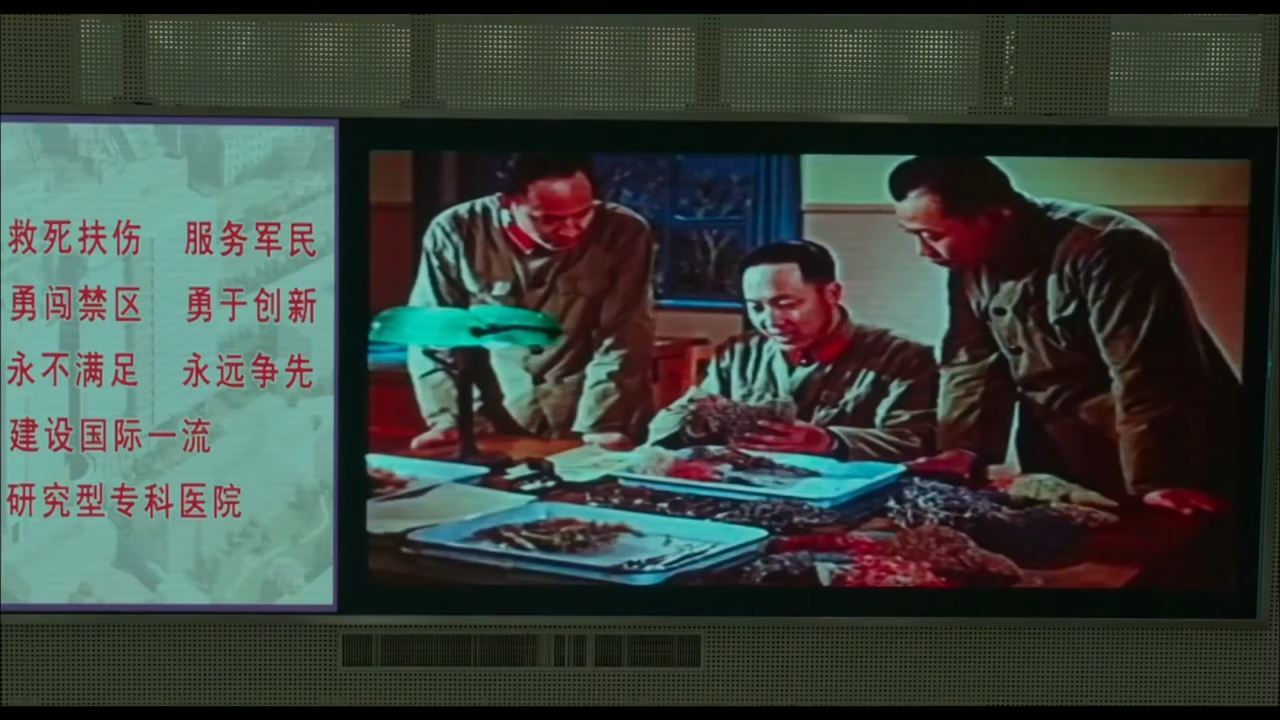 救死扶伤 服务军民
勇闯禁区 勇于创新
永不满足 永远争先
建设国际一流
研究型专科医院